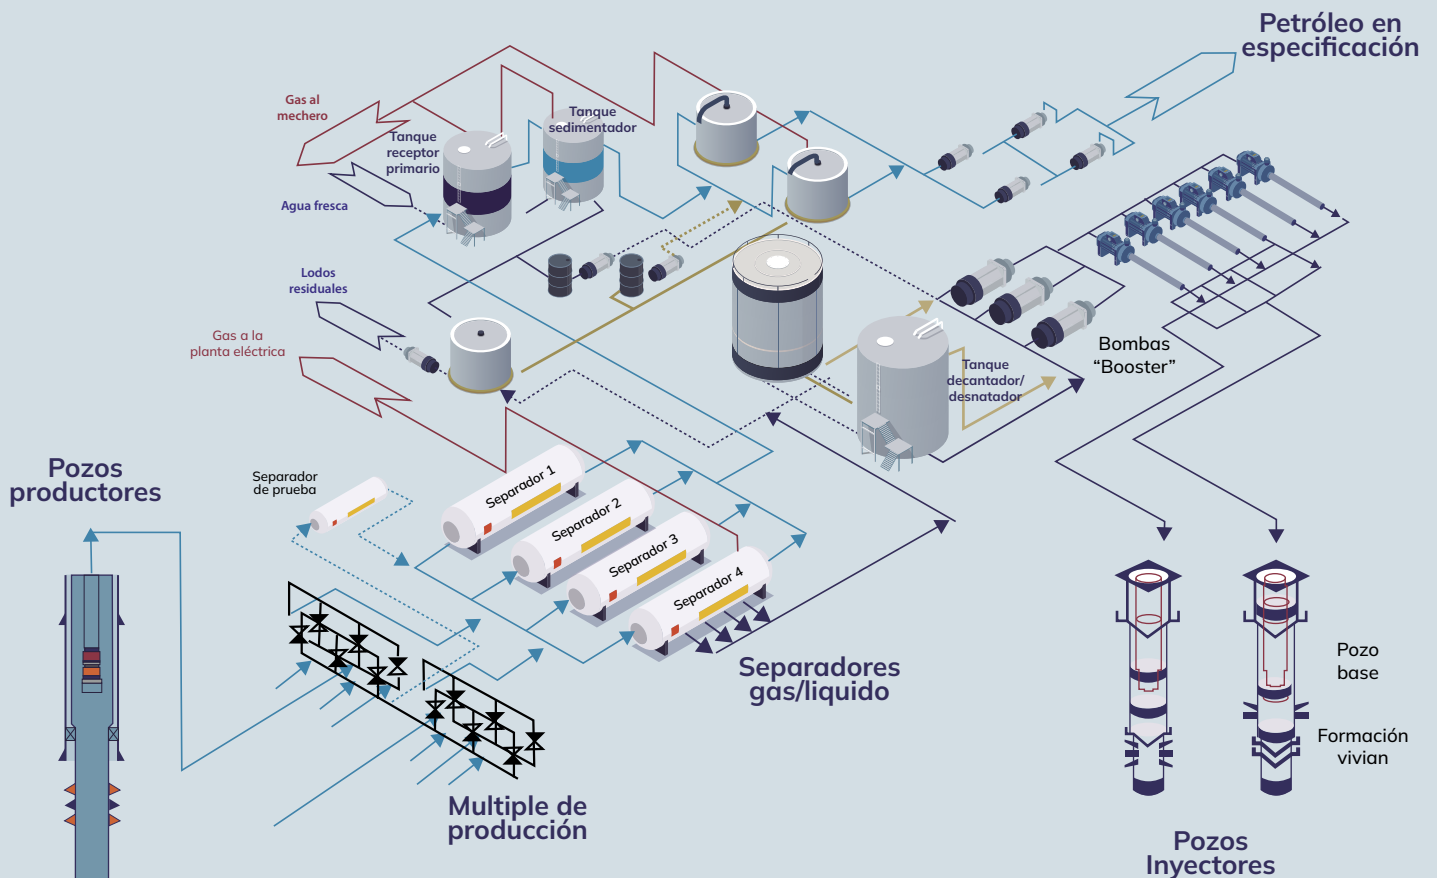 Petróleo en
especificación
Gas al
mechero
Tanque
sedimentador
Tanque
receptor
primario
Agua fresca
Lodos
residuales
Gas a la
planta eléctrica
Bombas
“Booster”
Tanque
decantador/
desnatador
Pozos
productores
Separador
de prueba
Separador 1
Separador 2
Separador 3
Separador 4
Separadores
gas/liquido
Pozo
base
Formación
vivian
Multiple de
producción
Pozos
Inyectores